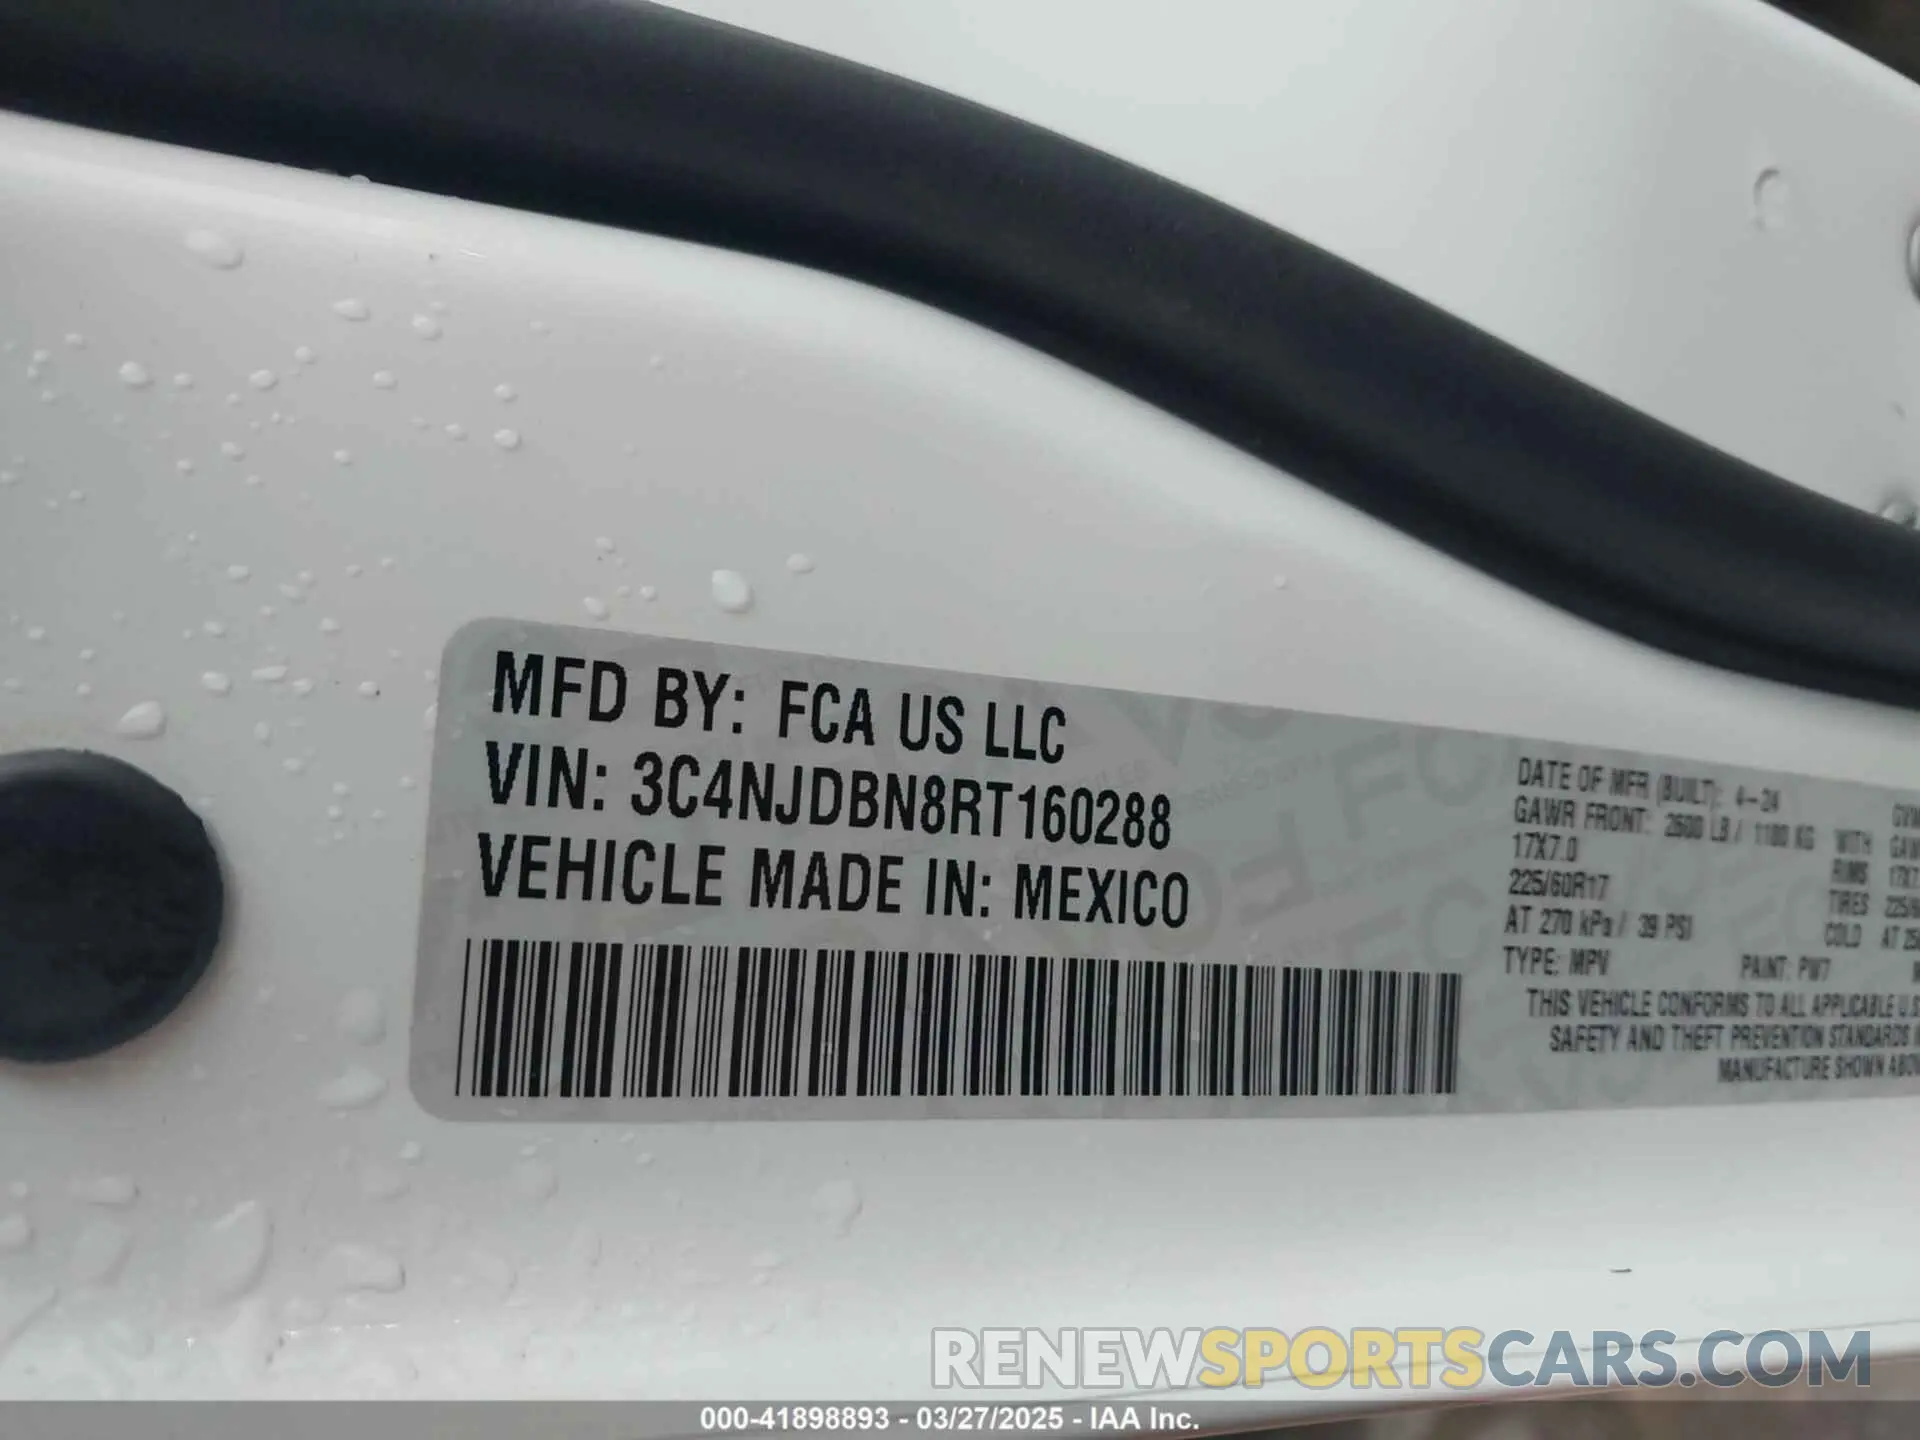 MFD BY: FCA US LLC
VIN: 3C4NJDBN8RT160288
VEHICLE MADE IN: MEXICO
DATE OF MFR (BUILT): 4-24
GAWR FRONT: 2600 LB / 1180 KG WITH
17X7.0 RIMS
225/60R17 TIRES
AT 270 kPa / 39 PSI COLD AT
TYPE: MPV PAINT: PW7
THIS VEHICLE CONFORMS TO ALL APPLICABLE U.S
SAFETY AND THEFT PREVENTION STANDARDS
MANUFACTURE SHOWN
RENEWSPORTSCARS.COM
000-41898893 - 03/27/2025 - IAA Inc.